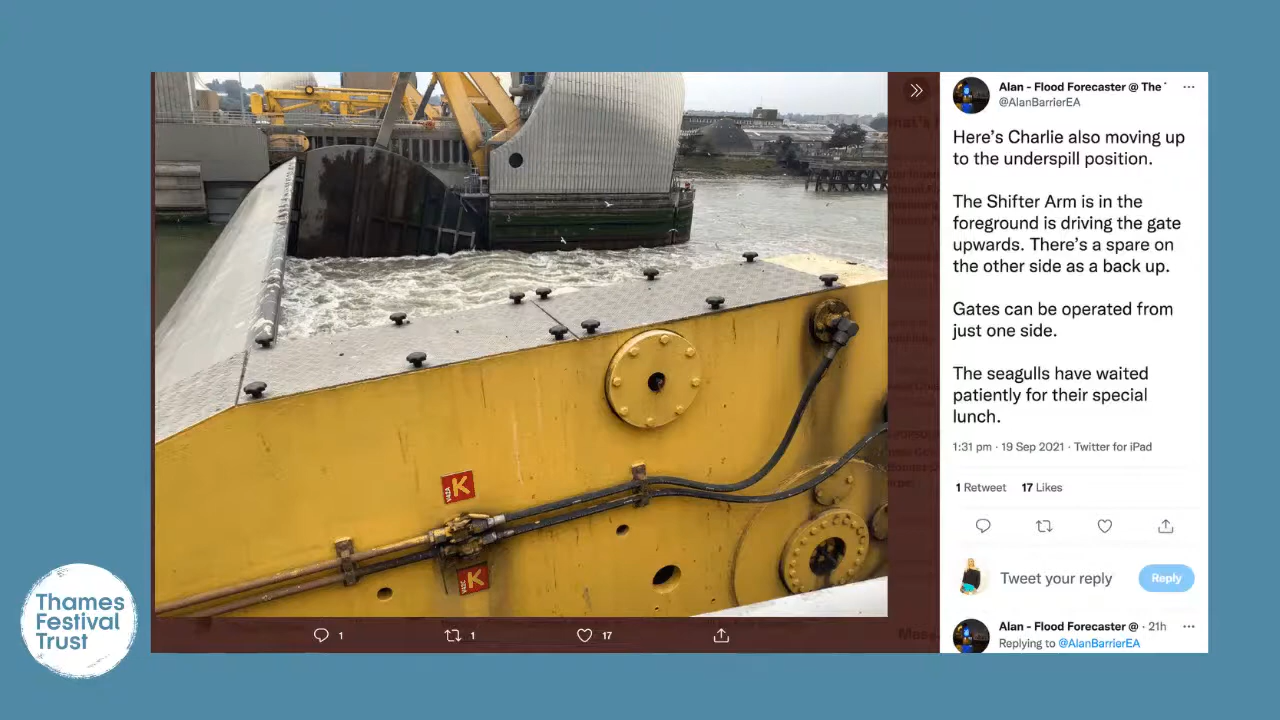 Alan - Flood Forecaster @ The
@AlanBarrierEA
Here's Charlie also moving up
to the underspill position.
The Shifter Arm is in the
foreground is driving the gate
upwards. There's a spare on
the other side as a back up.
Gates can be operated from
just one side.
The seagulls have waited
patiently for their special
lunch.
1:31 pm · 19 Sep 2021 · Twitter for iPad
1 Retweet 17 Likes
Tweet your reply
Reply
Alan - Flood Forecaster @ · 21h
Replying to @AlanBarrierEA
K
K
1
1
17
Thames
Festival
Trust